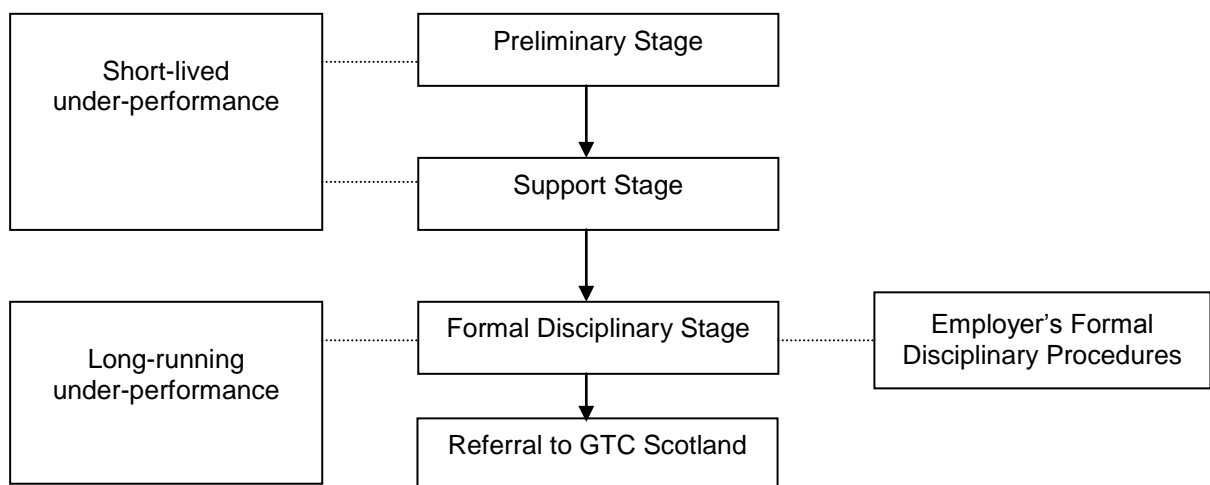 Preliminary Stage
Short-lived
under-performance
Support Stage
Formal Disciplinary Stage
Employer’s Formal
Disciplinary Procedures
Long-running
under-performance
Referral to GTC Scotland